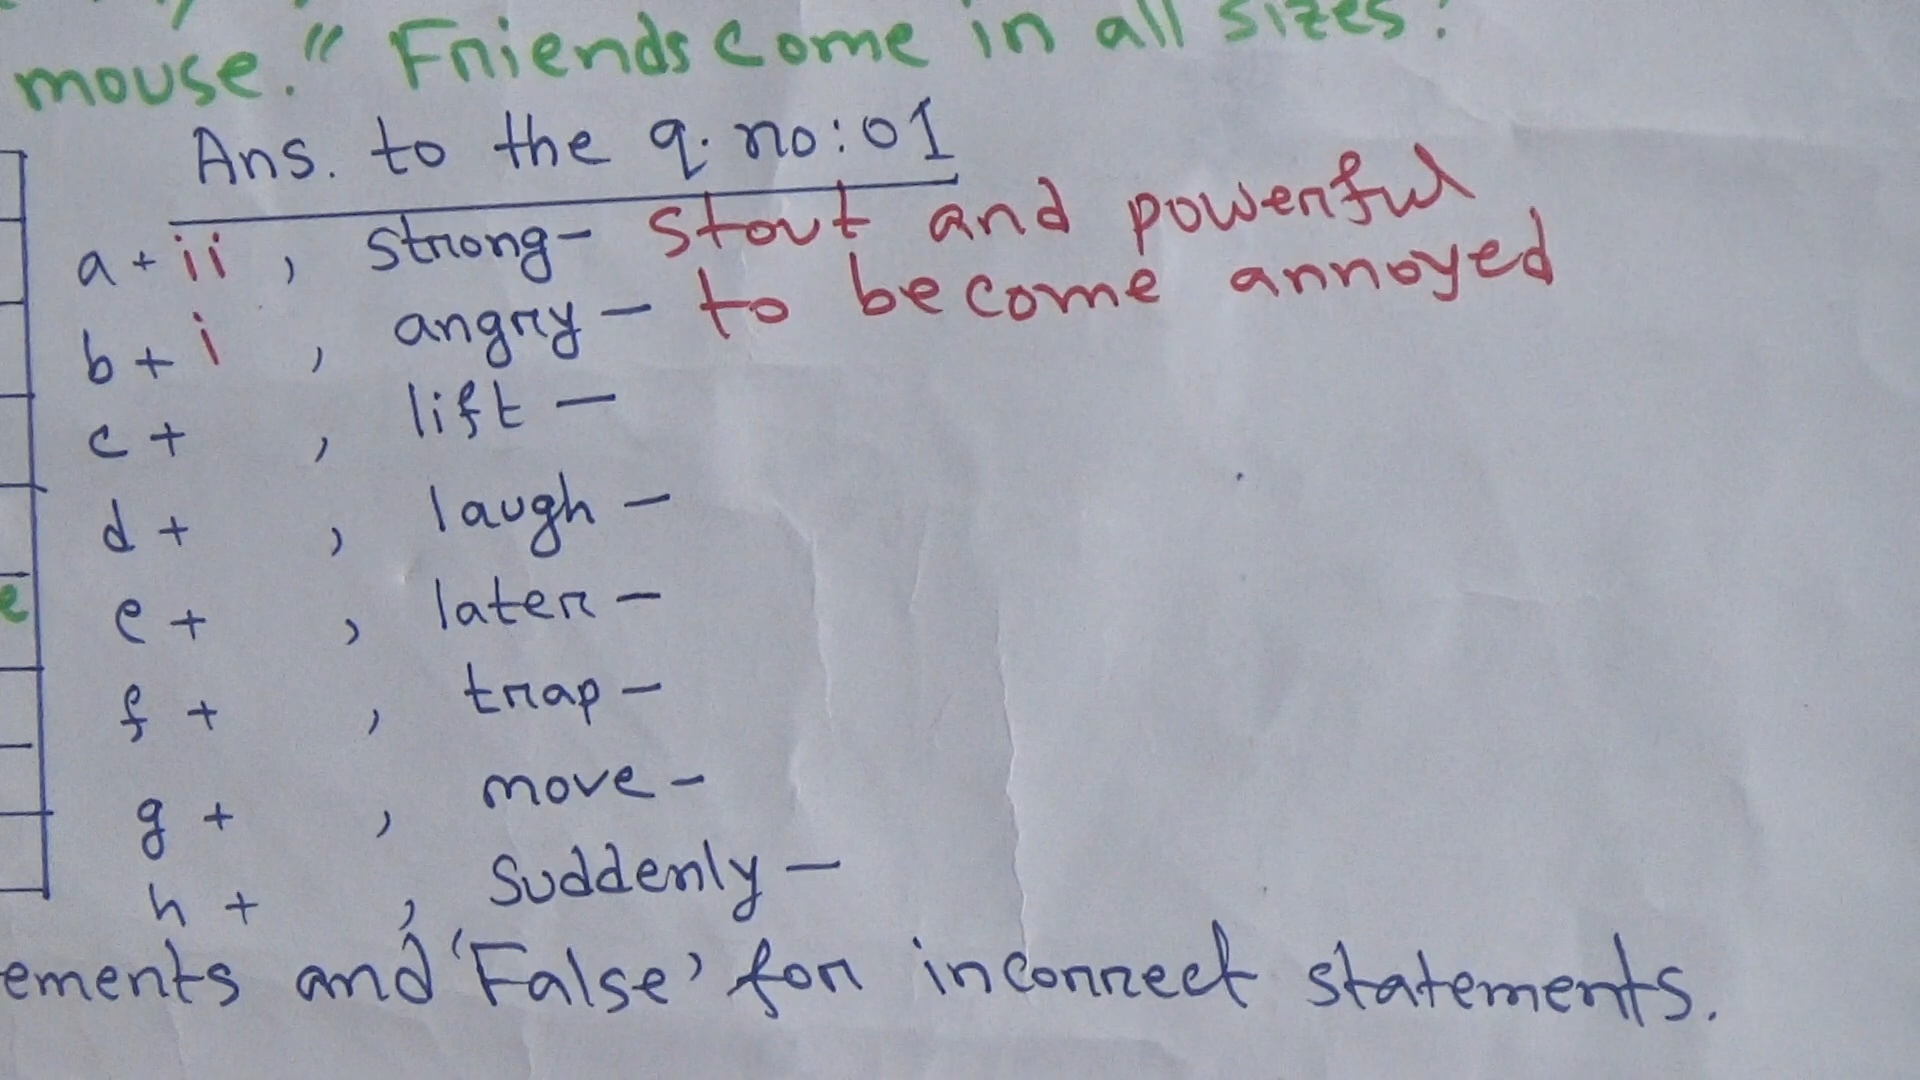 mouse." Friends come in all sizes.
Ans. to the q. no: 01
a + ii , strong - stout and powerful
b + i , angry - to become annoyed
c + , lift -
d + , laugh -
e + , later -
e
f + , trap -
g + , move -
h + , suddenly -
ements and 'False' for incorrect statements.